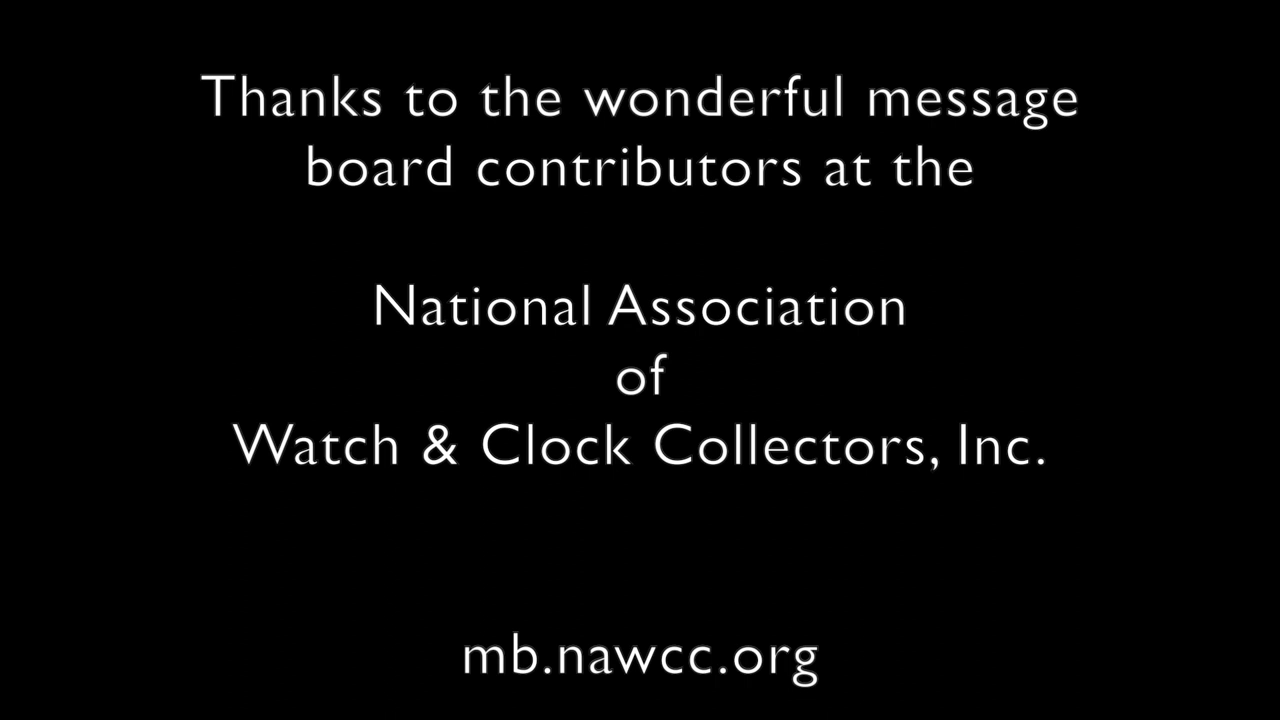 Thanks to the wonderful message
board contributors at the
National Association
of
Watch & Clock Collectors, Inc.
mb.nawcc.org